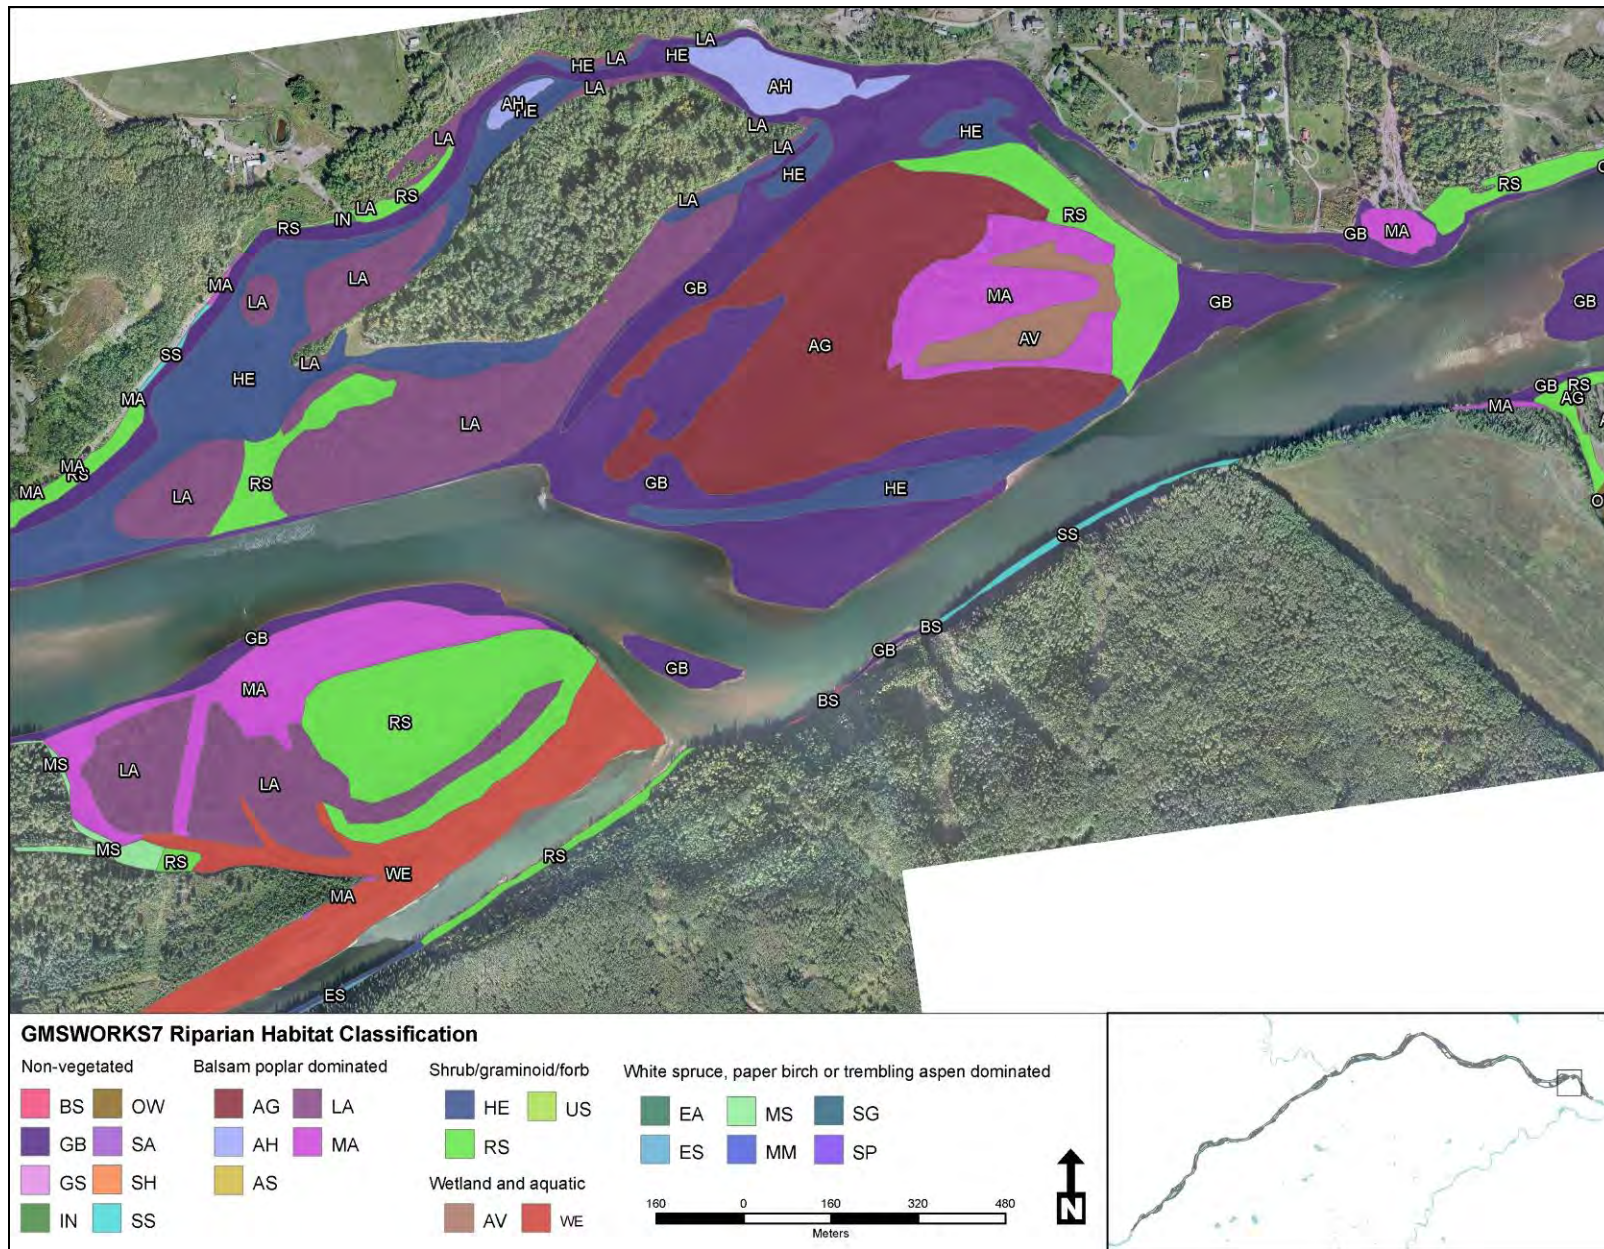 LA
HE LA HE
LA
AH
AH HE
LA
LA
HE
LA
LA
HE
LA
RS
LA
IN
RS
LA
RS
GB
MA
RS
MA
LA
LA
GB
GB
MA
GB
SS
HE
LA
AG
AV
MA
LA
RS
GB RS
AG
MA
MA
RS
MA
LA
RS
GB
HE
SS
GB
BS
GB
GB
MA
BS
RS
MS
LA
LA
MS
RS
RS
WE
MA
ES
GMSWORKS7 Riparian Habitat Classification
Non-vegetated
BS OW
GB SA
GS SH
IN SS
Balsam poplar dominated
AG LA
AH MA
AS
Shrub/graminoid/forb
HE US
RS
Wetland and aquatic
AV WE
White spruce, paper birch or trembling aspen dominated
EA MS SG
ES MM SP
160 0 160 320 480
Meters
N